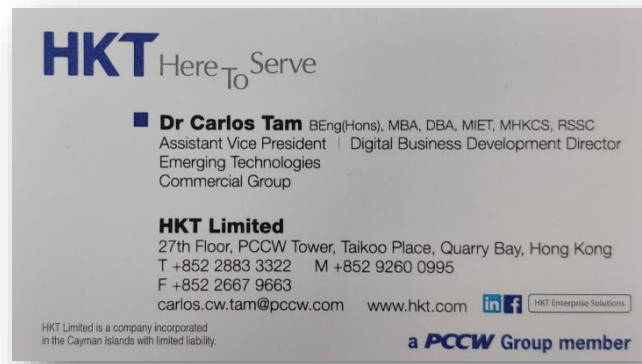 HKT Here To Serve
Dr Carlos Tam BEng(Hons), MBA, DBA, MIET, MHKCS, RSSC
Assistant Vice President | Digital Business Development Director
Emerging Technologies
Commercial Group
HKT Limited
27th Floor, PCCW Tower, Taikoo Place, Quarry Bay, Hong Kong
T +852 2883 3322 M +852 9260 0995
F +852 2667 9663
carlos.cw.tam@pccw.com www.hkt.com in f HKT Enterprise Solutions
HKT Limited is a company incorporated
in the Cayman Islands with limited liability.
a PCCW Group member